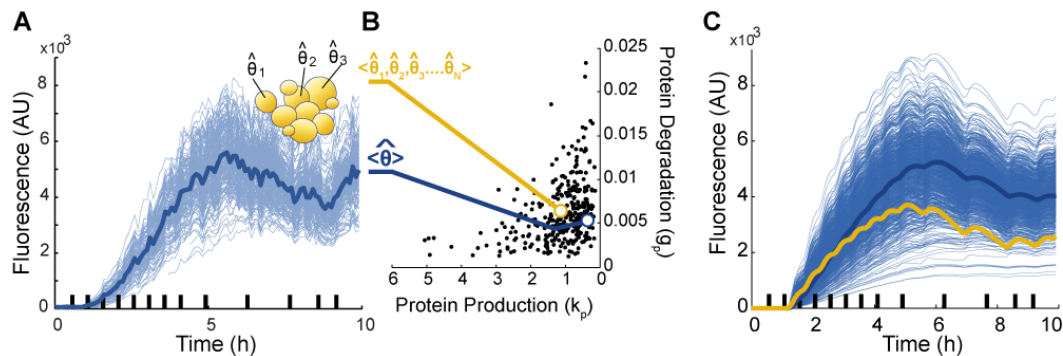 A
x10³
8
6
4
2
0
0
5
10
Fluorescence (AU)
Time (h)
θ̂₁
θ̂₂
θ̂₃
B
<θ̂₁,θ̂₂,θ̂₃....θ̂N>
<θ̂>
0.025
0.02
0.015
0.01
0.005
0
6
5
4
3
2
1
0
Protein Production (kₚ)
Protein Degradation (gₚ)
C
x10³
8
6
4
2
0
0
2
4
6
8
10
Fluorescence (AU)
Time (h)